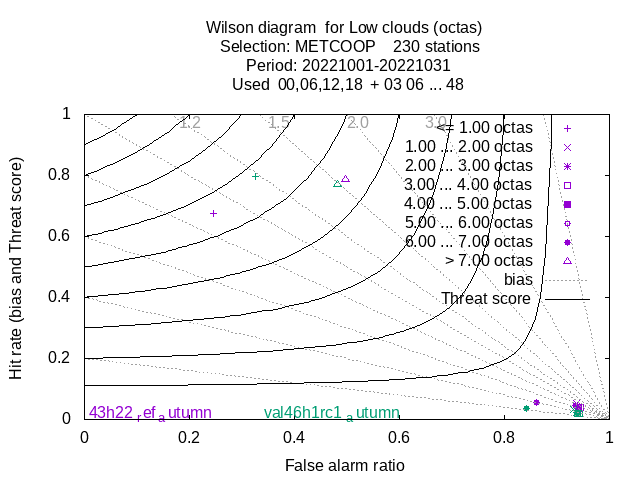 Wilson diagram  for Low clouds (octas)
Selection: METCOOP    230 stations
Period: 20221001-20221031
Used  00,06,12,18  + 03 06 ... 48
1.2 1.5 2.0 3.0
<= 1.00 octas
1.00 ... 2.00 octas
2.00 ... 3.00 octas
3.00 ... 4.00 octas
4.00 ... 5.00 octas
5.00 ... 6.00 octas
6.00 ... 7.00 octas
> 7.00 octas
bias
Threat score
1
0.8
0.6
0.4
0.2
0
Hit rate (bias and Threat score)
43h22 ref autumn val46h1rc1 autumn
0 0.2 0.4 0.6 0.8 1
False alarm ratio